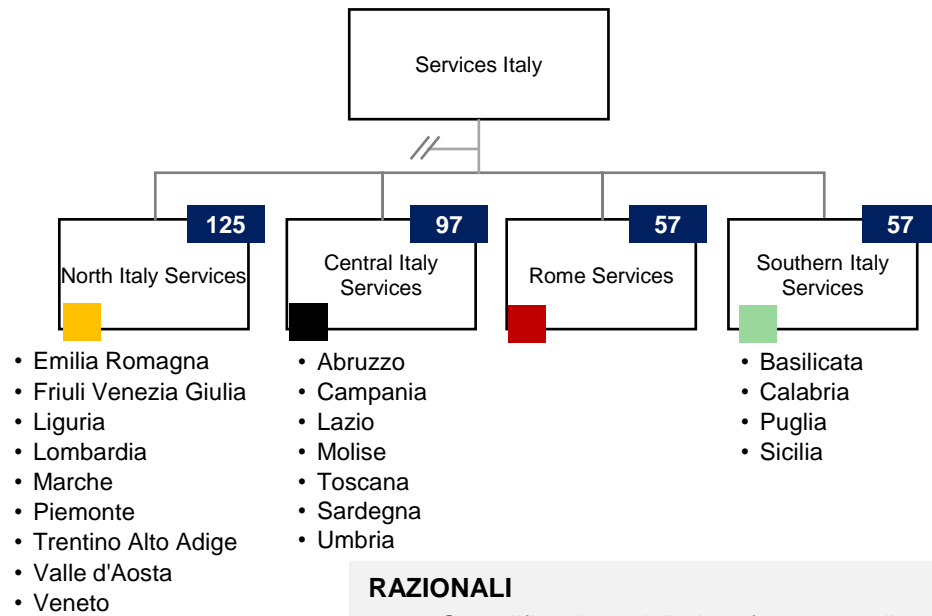 Services Italy
125
North Italy Services
97
Central Italy
Services
57
Rome Services
57
Southern Italy
Services
• Emilia Romagna
• Friuli Venezia Giulia
• Liguria
• Lombardia
• Marche
• Piemonte
• Trentino Alto Adige
• Valle d'Aosta
• Veneto
• Abruzzo
• Campania
• Lazio
• Molise
• Toscana
• Sardegna
• Umbria
• Basilicata
• Calabria
• Puglia
• Sicilia
RAZIONALI